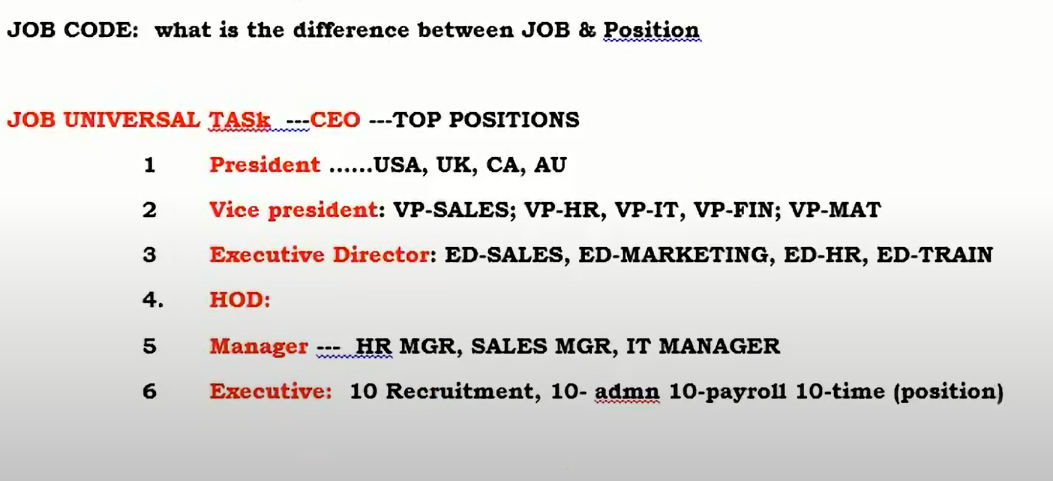 JOB CODE: what is the difference between JOB & Position
JOB UNIVERSAL TASk ---CEO ---TOP POSITIONS
1 President ......USA, UK, CA, AU
2 Vice president: VP-SALES; VP-HR, VP-IT, VP-FIN; VP-MAT
3 Executive Director: ED-SALES, ED-MARKETING, ED-HR, ED-TRAIN
4. HOD:
5 Manager --- HR MGR, SALES MGR, IT MANAGER
6 Executive: 10 Recruitment, 10- admn 10-payroll 10-time (position)